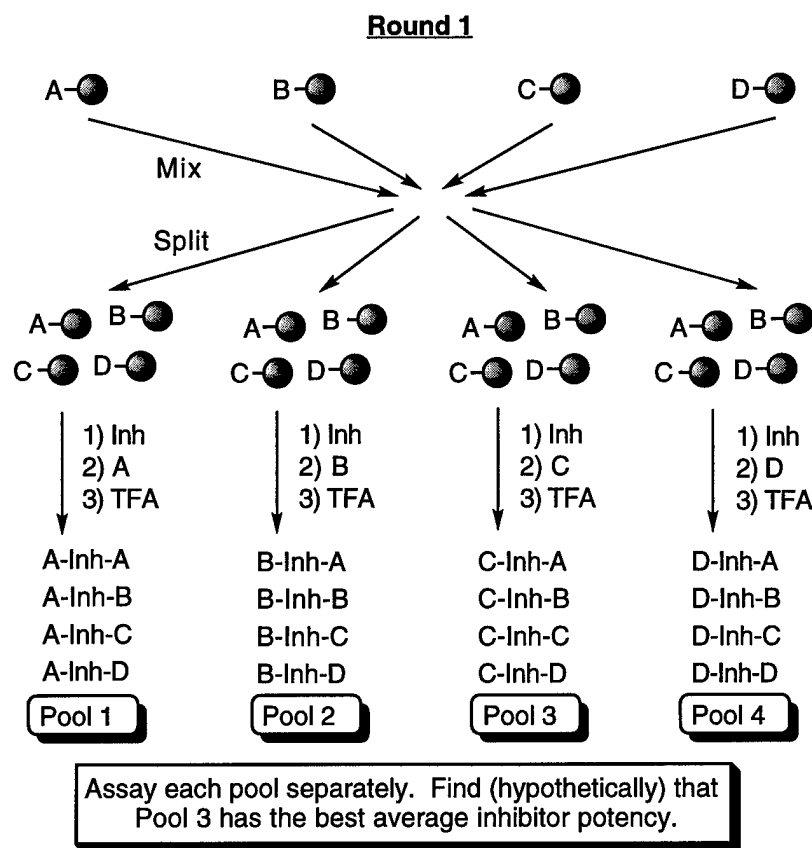 Round 1
A
B
C
D
Mix
Split
A B
C D
A B
C D
A B
C D
A B
C D
1) Inh
2) A
3) TFA
1) Inh
2) B
3) TFA
1) Inh
2) C
3) TFA
1) Inh
2) D
3) TFA
A-Inh-A
A-Inh-B
A-Inh-C
A-Inh-D
Pool 1
B-Inh-A
B-Inh-B
B-Inh-C
B-Inh-D
Pool 2
C-Inh-A
C-Inh-B
C-Inh-C
C-Inh-D
Pool 3
D-Inh-A
D-Inh-B
D-Inh-C
D-Inh-D
Pool 4
Assay each pool separately. Find (hypothetically) that
Pool 3 has the best average inhibitor potency.